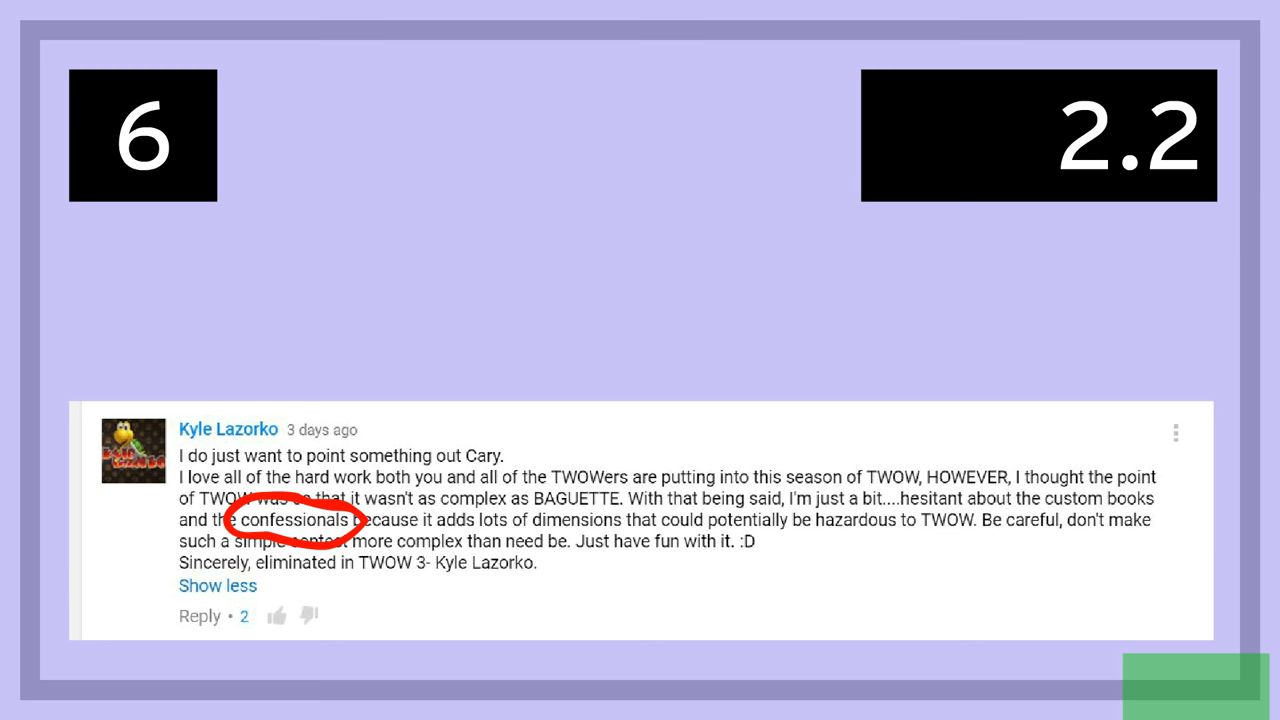 6
2.2
Kyle Lazorko 3 days ago
I do just want to point something out Cary.
I love all of the hard work both you and all of the TWOWers are putting into this season of TWOW, HOWEVER, I thought the point
of TWOW was so that it wasn't as complex as BAGUETTE. With that being said, I'm just a bit....hesitant about the custom books
and the confessionals because it adds lots of dimensions that could potentially be hazardous to TWOW. Be careful, don't make
such a simple contest more complex than need be. Just have fun with it. :D
Sincerely, eliminated in TWOW 3- Kyle Lazorko.
Show less
Reply • 2